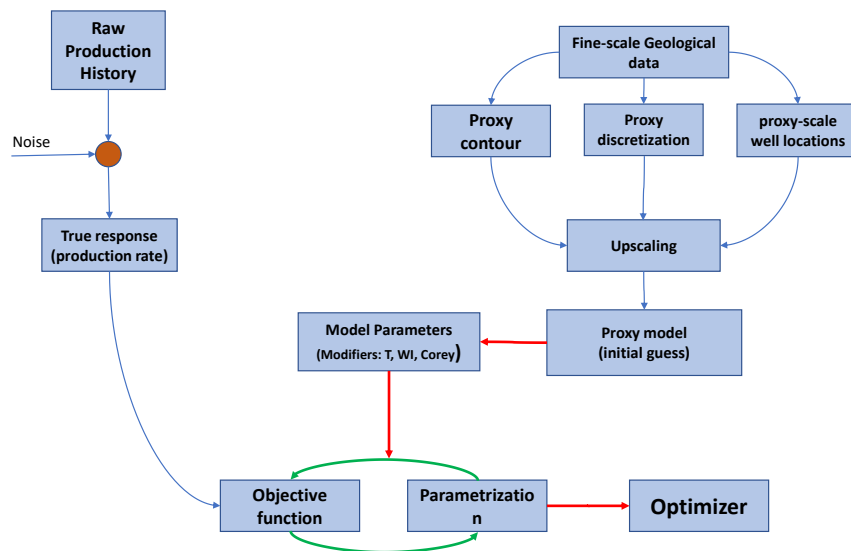 Raw
Production
History
Noise
True response
(production rate)
Fine-scale Geological
data
Proxy
contour
Proxy
discretization
proxy-scale
well locations
Upscaling
Proxy model
(initial guess)
Model Parameters
(Modifiers: T, WI, Corey)
Objective
function
Parametrizatio
n
Optimizer